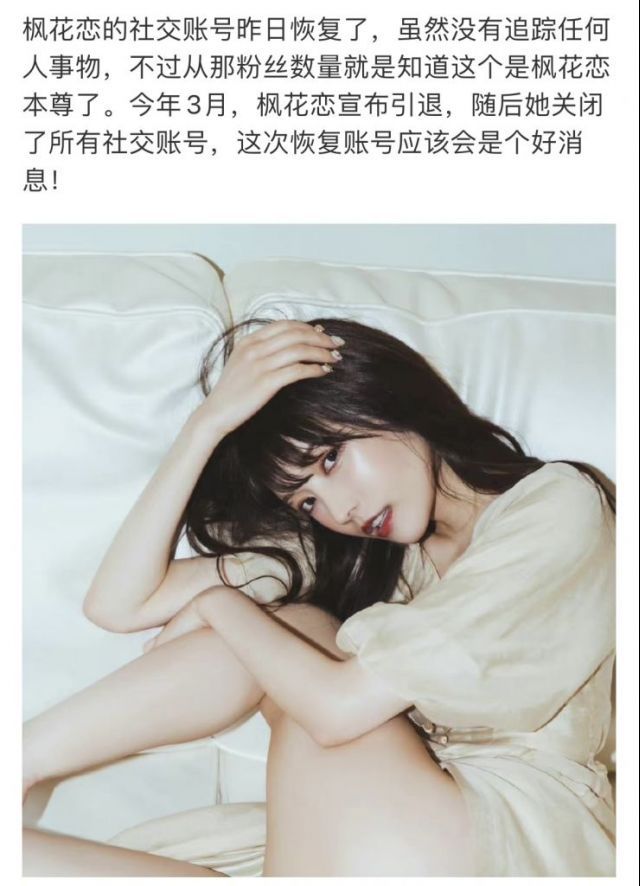 枫花恋的社交账号昨日恢复了，虽然没有追踪任何
人事物，不过从那粉丝数量就是知道这个是枫花恋
本尊了。今年3月，枫花恋宣布引退，随后她关闭
了所有社交账号，这次恢复账号应该会是个好消
息！